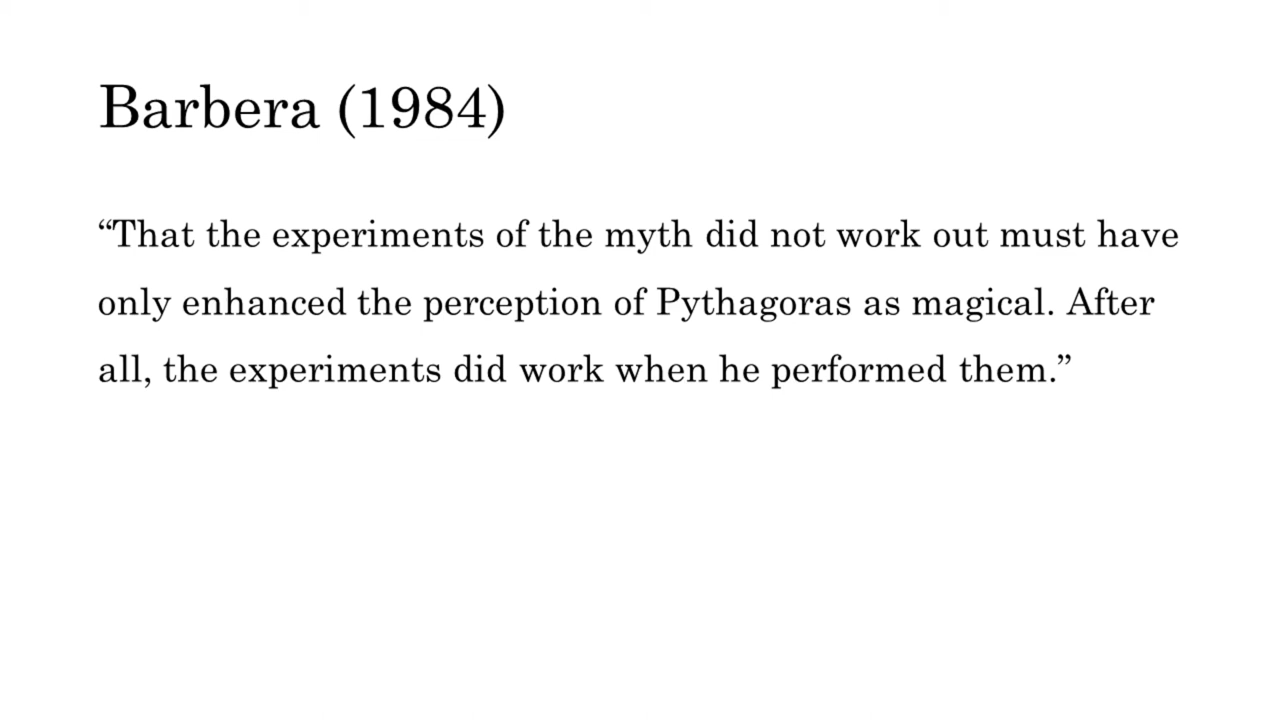 Barbera (1984)
“That the experiments of the myth did not work out must have
only enhanced the perception of Pythagoras as magical. After
all, the experiments did work when he performed them.”